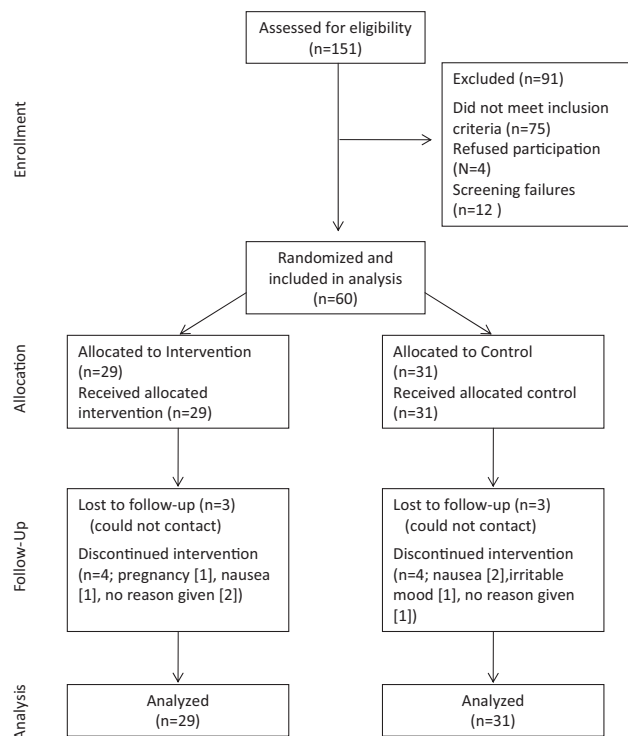 Assessed for eligibility
(n=151)
Excluded (n=91)
Did not meet inclusion
criteria (n=75)
Refused participation
(N=4)
Screening failures
(n=12 )
Enrollment
Randomized and
included in analysis
(n=60)
Allocation
Allocated to Intervention
(n=29)
Received allocated
intervention (n=29)
Allocated to Control
(n=31)
Received allocated control
(n=31)
Follow-Up
Lost to follow-up (n=3)
(could not contact)
Discontinued intervention
(n=4; pregnancy [1], nausea
[1], no reason given [2])
Lost to follow-up (n=3)
(could not contact)
Discontinued intervention
(n=4; nausea [2],irritable
mood [1], no reason given
[1])
Analysis
Analyzed
(n=29)
Analyzed
(n=31)